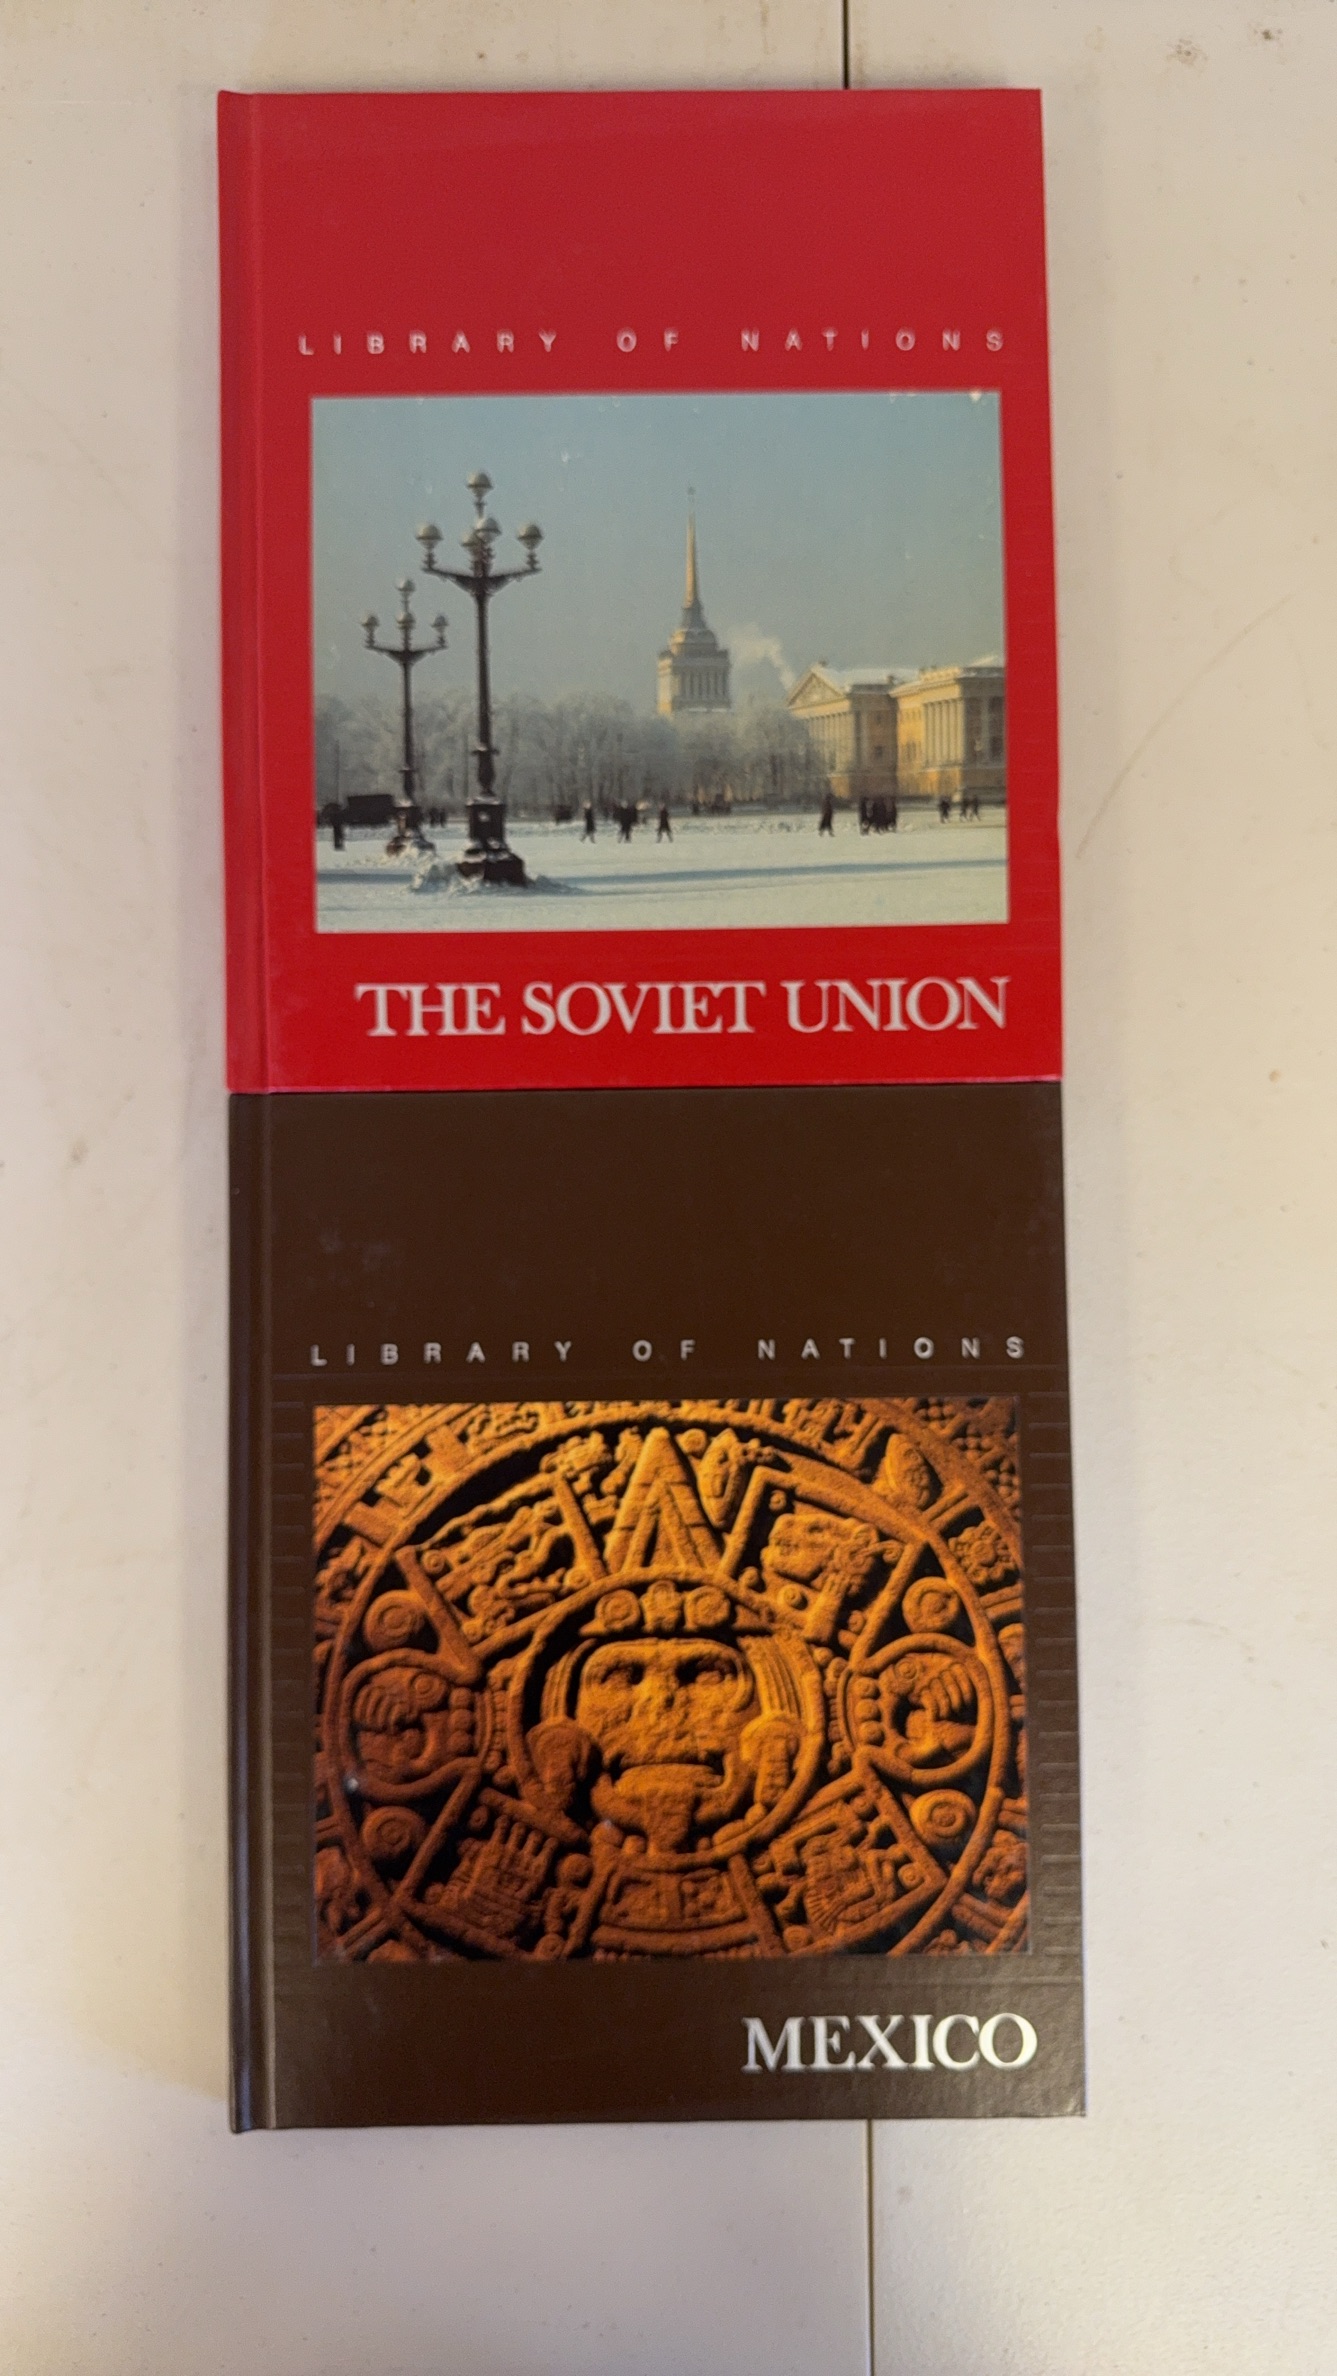 LIBRARY OF NATIONS
THE SOVIET UNION
LIBRARY OF NATIONS
MEXICO